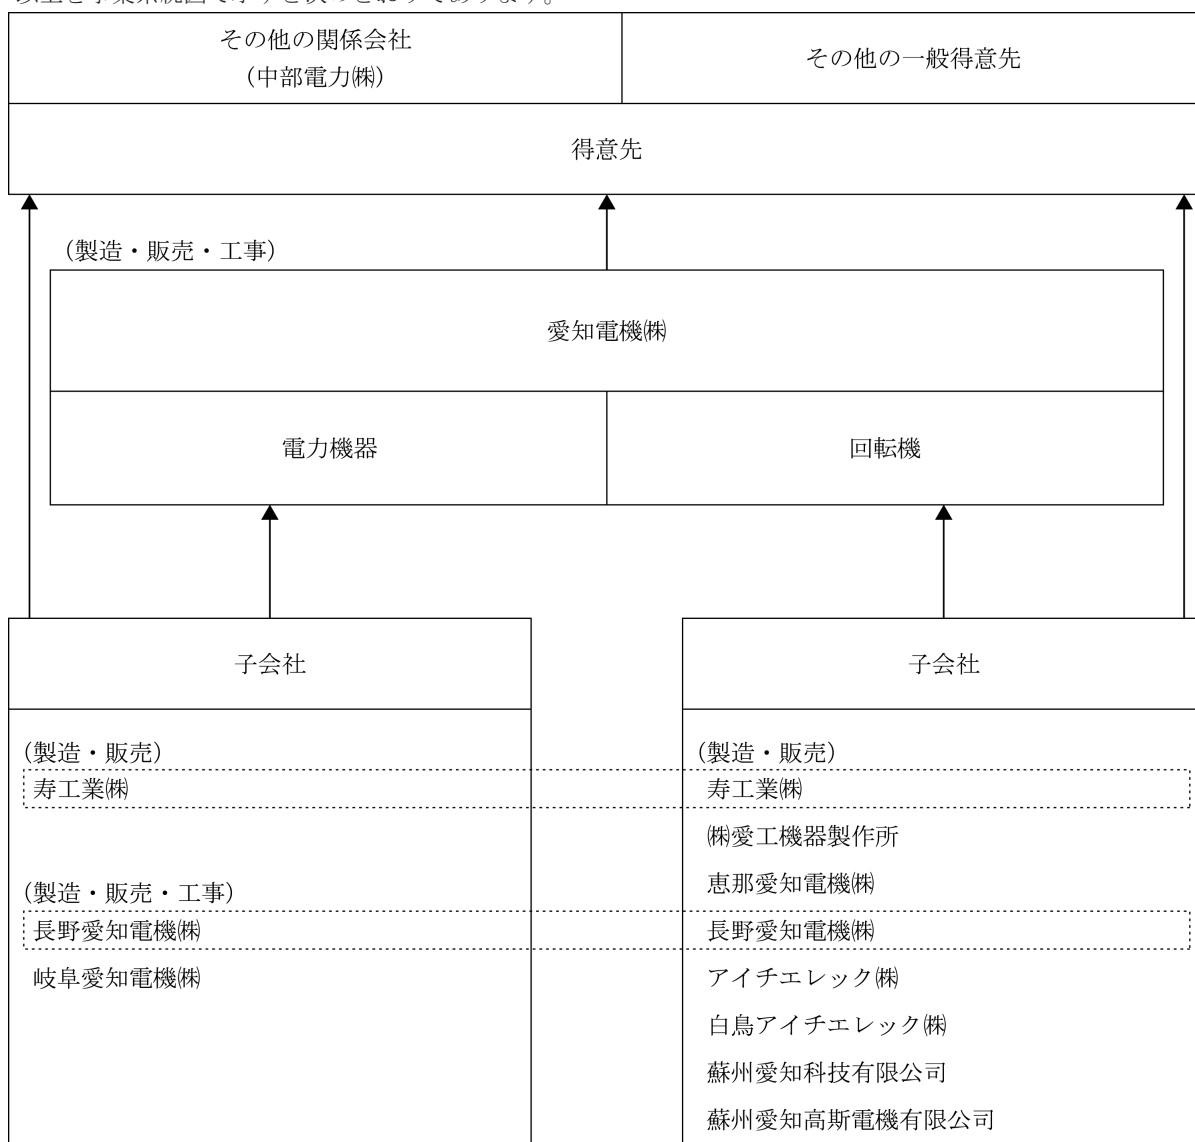 以上を事業系統図で示すと次のとおりであります。
その他の関係会社
(中部電力㈱)
その他の一般得意先
得意先
(製造・販売・工事)
愛知電機㈱
電力機器
回転機
子会社
(製造・販売)
寿工業㈱
(製造・販売・工事)
長野愛知電機㈱
岐阜愛知電機㈱
子会社
(製造・販売)
寿工業㈱
㈱愛工機器製作所
恵那愛知電機㈱
長野愛知電機㈱
アイチエレック㈱
白鳥アイチエレック㈱
蘇州愛知科技有限公司
蘇州愛知高斯電機有限公司